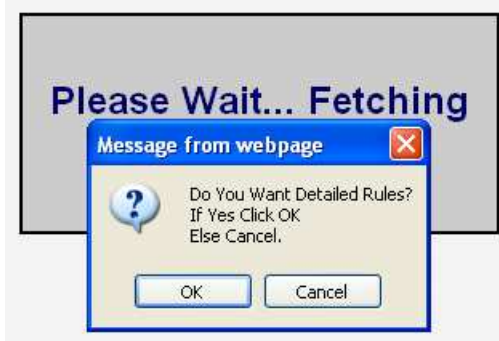 Please Wait... Fetching
Message from webpage
Do You Want Detailed Rules?
If Yes Click OK
Else Cancel.
OK
Cancel